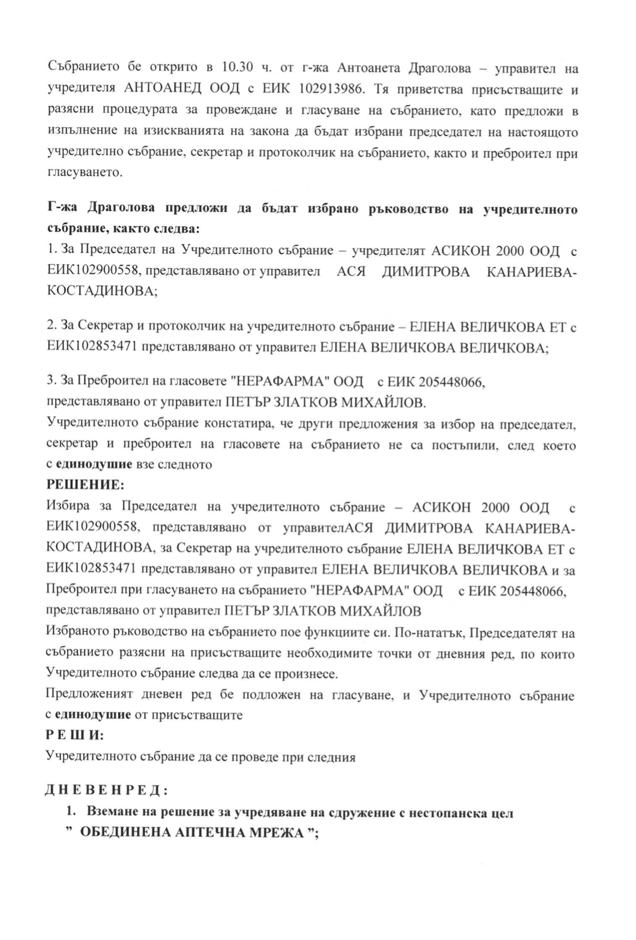 Събранието бе открито в 10.30 ч. от г-жа Антоанета Драголова – управител на
учредителя АНТОАНЕД ООД с ЕИК 102913986. Тя приветства присъстващите и
разясни процедурата за провеждане и гласуване на събранието, като предложи в
изпълнение на изискванията на закона да бъдат избрани председател на настоящото
учредително събрание, секретар и протоколчик на събранието, както и преброител при
гласуването.
Г-жа Драголова предложи да бъдат избрано ръководство на учредителното
събрание, както следва:
1. За Председател на Учредителното събрание – учредителят АСИКОН 2000 ООД с
ЕИК102900558, представлявано от управител АСЯ ДИМИТРОВА КАНАРИЕВА-
КОСТАДИНОВА;
2. За Секретар и протоколчик на учредителното събрание – ЕЛЕНА ВЕЛИЧКОВА ЕТ с
ЕИК102853471 представлявано от управител ЕЛЕНА ВЕЛИЧКОВА ВЕЛИЧКОВА;
3. За Преброител на гласовете "НЕРАФАРМА" ООД с ЕИК 205448066,
представлявано от управител ПЕТЪР ЗЛАТКОВ МИХАЙЛОВ.
Учредителното събрание констатира, че други предложения за избор на председател,
секретар и преброител на гласовете на събранието не са постъпили, след което
с единодушие взе следното
РЕШЕНИЕ:
Избира за Председател на учредителното събрание – АСИКОН 2000 ООД с
ЕИК102900558, представлявано от управителАСЯ ДИМИТРОВА КАНАРИЕВА-
КОСТАДИНОВА, за Секретар на учредителното събрание ЕЛЕНА ВЕЛИЧКОВА ЕТ с
ЕИК102853471 представлявано от управител ЕЛЕНА ВЕЛИЧКОВА ВЕЛИЧКОВА и за
Преброител при гласуването на събранието "НЕРАФАРМА" ООД с ЕИК 205448066,
представлявано от управител ПЕТЪР ЗЛАТКОВ МИХАЙЛОВ
Избраното ръководство на събранието пое функциите си. По-нататък, Председателят на
събранието разясни на присъстващите необходимите точки от дневния ред, по които
Учредителното събрание следва да се произнесе.
Предложеният дневен ред бе подложен на гласуване, и Учредителното събрание
с единодушие от присъстващите
Р Е Ш И:
Учредителното събрание да се проведе при следния
Д Н Е В Е Н Р Е Д :
1. Вземане на решение за учредяване на сдружение с нестопанска цел
" ОБЕДИНЕНА АПТЕЧНА МРЕЖА ";